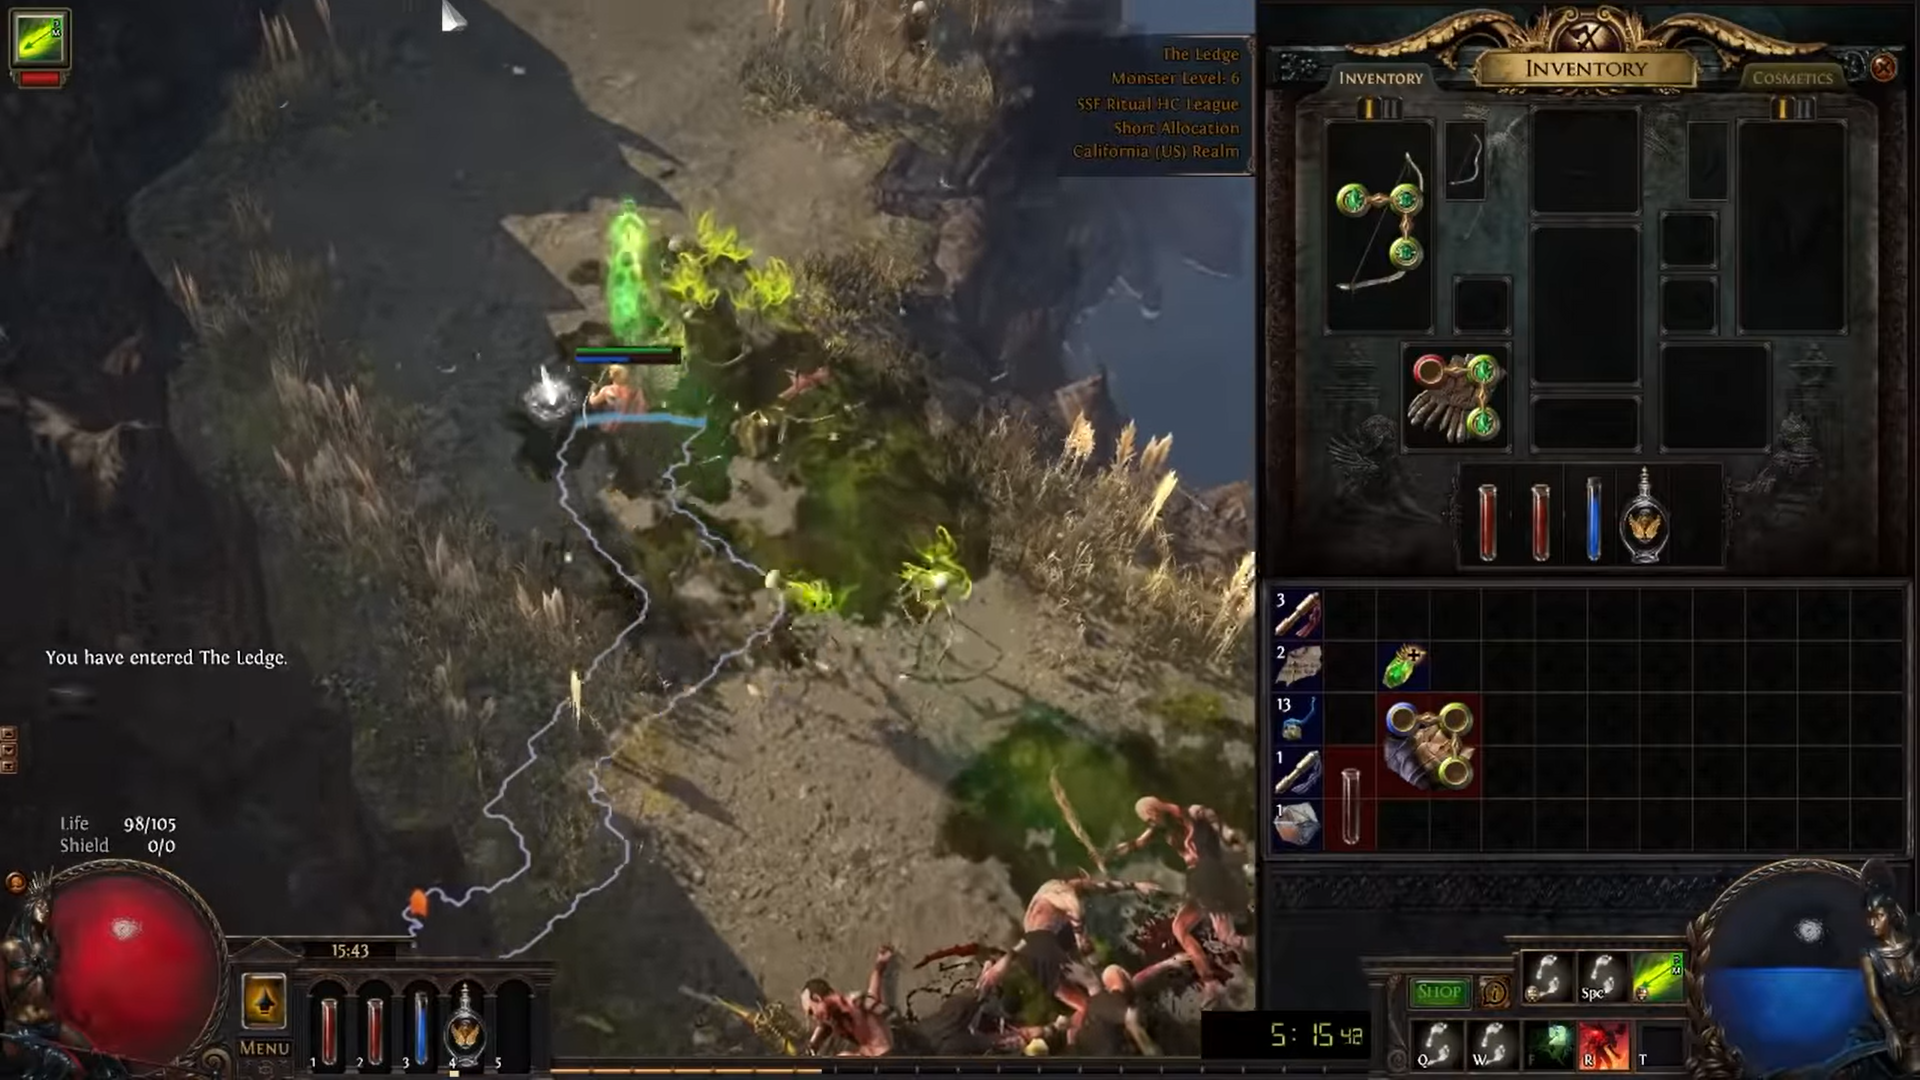 The Ledge
Monster Level: 6
SSF Ritual HC League
Short Allocation
California (US) Realm
INVENTORY
INVENTORY
COSMETICS
I II
I II
3
2
13
1
1
You have entered The Ledge.
Life 98/105
Shield 0/0
15:43
MENU
1 2 3 4 5
5:15 42
SHOP
Spc
Q W F R T